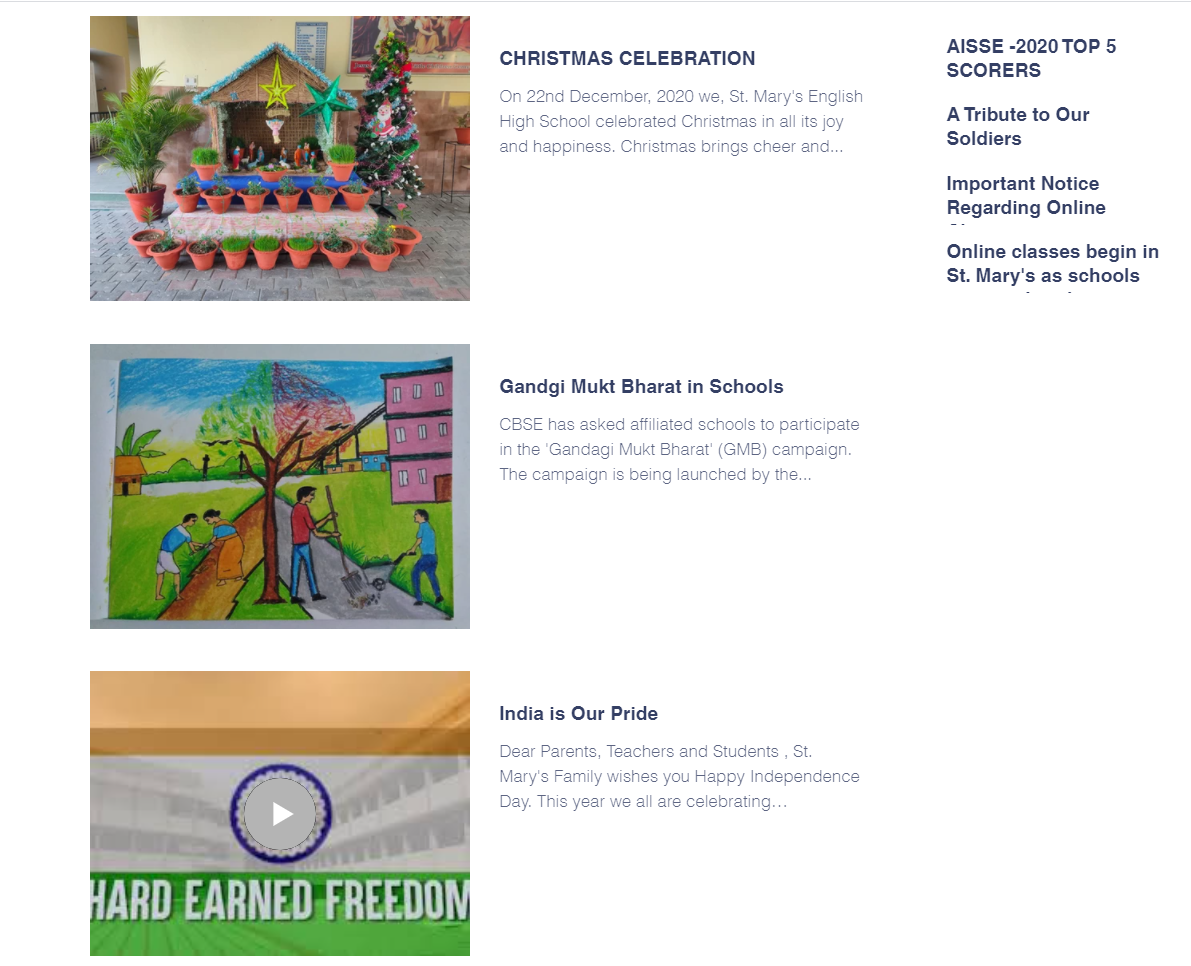 CHRISTMAS CELEBRATION
On 22nd December, 2020 we, St. Mary's English
High School celebrated Christmas in all its joy
and happiness. Christmas brings cheer and...
Gandgi Mukt Bharat in Schools
CBSE has asked affiliated schools to participate
in the 'Gandagi Mukt Bharat' (GMB) campaign.
The campaign is being launched by the...
HARD EARNED FREEDOM
India is Our Pride
Dear Parents, Teachers and Students , St.
Mary's Family wishes you Happy Independence
Day. This year we all are celebrating...
AISSE -2020 TOP 5
SCORERS
A Tribute to Our
Soldiers
Important Notice
Regarding Online
Online classes begin in
St. Mary's as schools